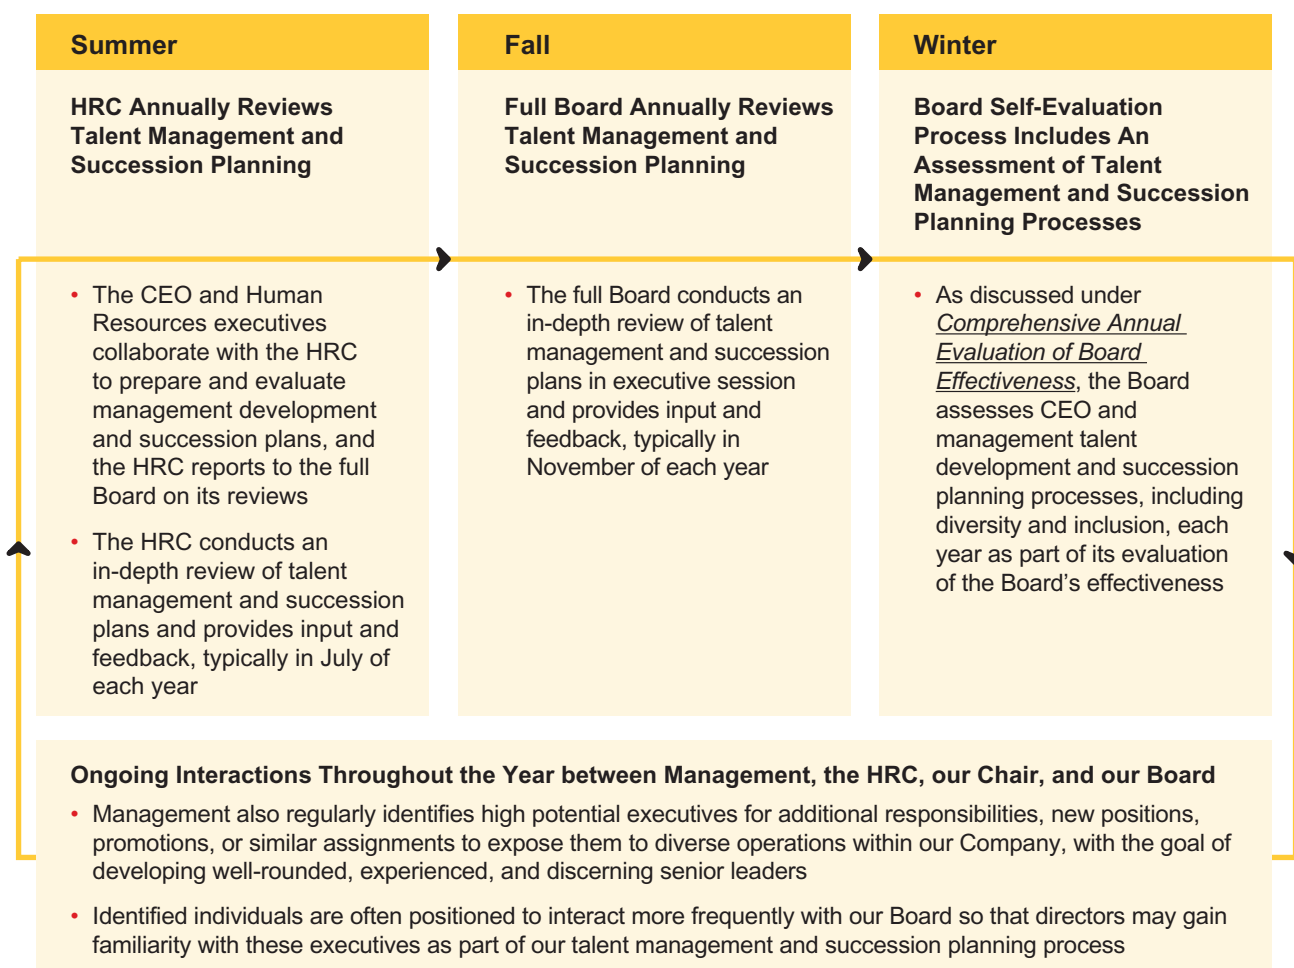 Summer
HRC Annually Reviews
Talent Management and
Succession Planning
• The CEO and Human
Resources executives
collaborate with the HRC
to prepare and evaluate
management development
and succession plans, and
the HRC reports to the full
Board on its reviews
• The HRC conducts an
in-depth review of talent
management and succession
plans and provides input and
feedback, typically in July of
each year
Fall
Full Board Annually Reviews
Talent Management and
Succession Planning
• The full Board conducts an
in-depth review of talent
management and succession
plans in executive session
and provides input and
feedback, typically in
November of each year
Winter
Board Self-Evaluation
Process Includes An
Assessment of Talent
Management and Succession
Planning Processes
• As discussed under
Comprehensive Annual
Evaluation of Board
Effectiveness, the Board
assesses CEO and
management talent
development and succession
planning processes, including
diversity and inclusion, each
year as part of its evaluation
of the Board’s effectiveness
Ongoing Interactions Throughout the Year between Management, the HRC, our Chair, and our Board
• Management also regularly identifies high potential executives for additional responsibilities, new positions,
promotions, or similar assignments to expose them to diverse operations within our Company, with the goal of
developing well-rounded, experienced, and discerning senior leaders
• Identified individuals are often positioned to interact more frequently with our Board so that directors may gain
familiarity with these executives as part of our talent management and succession planning process